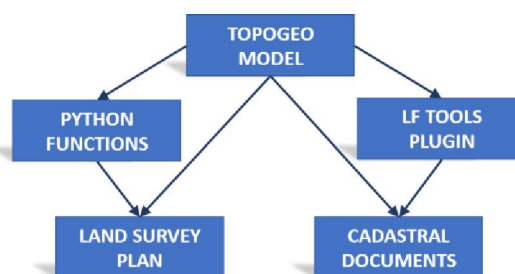 TOPOGEO
MODEL
PYTHON
FUNCTIONS
LF TOOLS
PLUGIN
LAND SURVEY
PLAN
CADASTRAL
DOCUMENTS